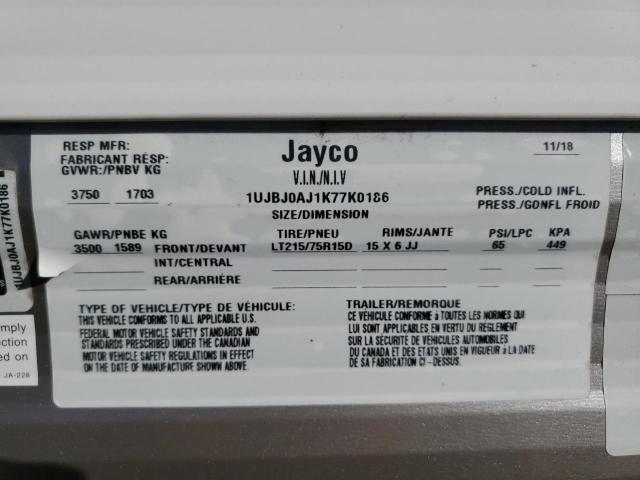 RESP MFR:
FABRICANT RESP:
GVWR:/PNBV KG
Jayco
11/18
V.I.N./N.I.V
3750 1703
1UJBJ0AJ1K77K0186
PRESS./COLD INFL.
PRESS./GONFL FROID
SIZE/DIMENSION
GAWR/PNBE KG
TIRE/PNEU
RIMS/JANTE
PSI/LPC
KPA
3500 1589 FRONT/DEVANT LT215/75R15D 15 X 6 JJ 65 449
INT/CENTRAL
REAR/ARRIÈRE
TYPE OF VEHICLE/TYPE DE VÉHICULE:
TRAILER/REMORQUE
THIS VEHICLE CONFORMS TO ALL APPLICABLE U.S.
FEDERAL MOTOR VEHICLE SAFETY STANDARDS AND
STANDARDS PRESCRIBED UNDER THE CANADIAN
MOTOR VEHICLE SAFETY REGULATIONS IN EFFECT
ON THE DATE OF MANUFACTURE SHOWN ABOVE.
CE VÉHICULE CONFORME à TOUTES LES NORMES QUI
LUI SONT APPLICABLES EN VERTU DU RÈGLEMENT
SUR LA SÉCURITÉ DE VÉHICULES AUTOMOBILES
DU CANADA ET DES ETATS UNIS EN VIGUEUR à LA DATE
DE SA FABRICATION CI-DESSUS.
1UJBJ0AJ1K77K0186
mply
ction
ed on
JA-228